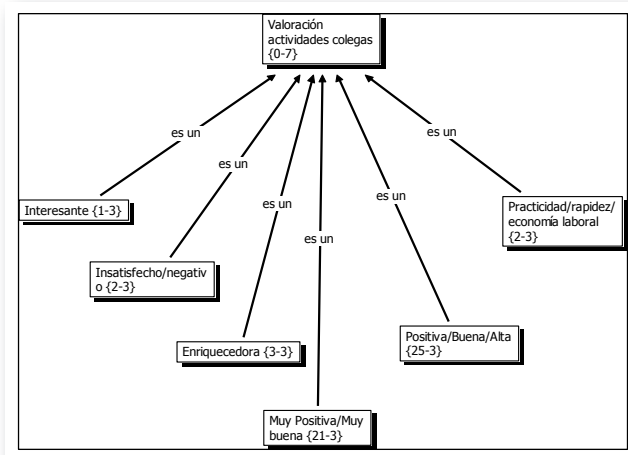 Valoración
actividades colegas
{0-7}
es un
es un
es un
es un
es un
es un
Interesante {1-3}
Practicidad/rapidez/
economía laboral
{2-3}
Insatisfecho/negativ
o {2-3}
Enriquecedora {3-3}
Positiva/Buena/Alta
{25-3}
Muy Positiva/Muy
buena {21-3}